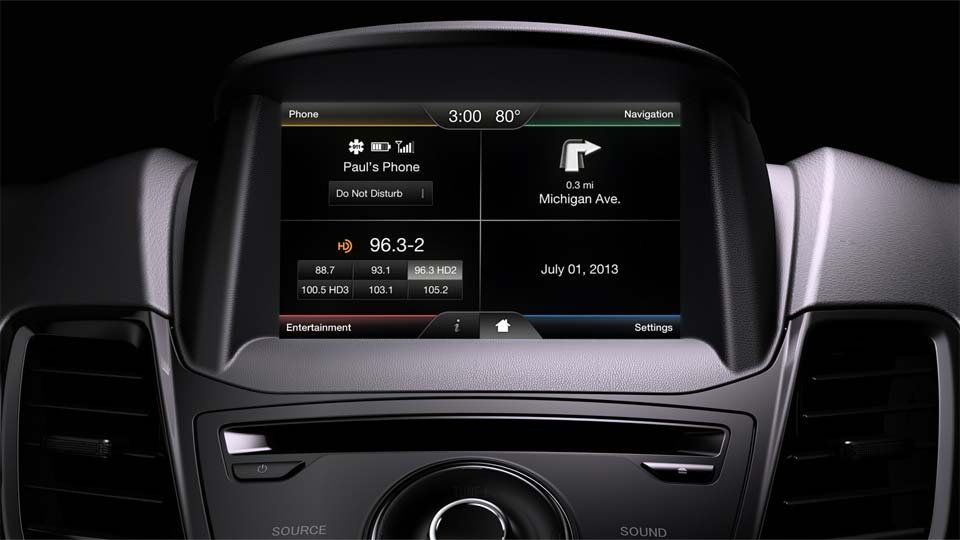 Phone
3:00 80°
Navigation
Paul's Phone
Do Not Disturb
0.3 mi
Michigan Ave.
HD 96.3-2
88.7 93.1 96.3 HD2
100.5 HD3 103.1 105.2
July 01, 2013
Entertainment
i
Settings
TUNE
SOURCE
SOUND